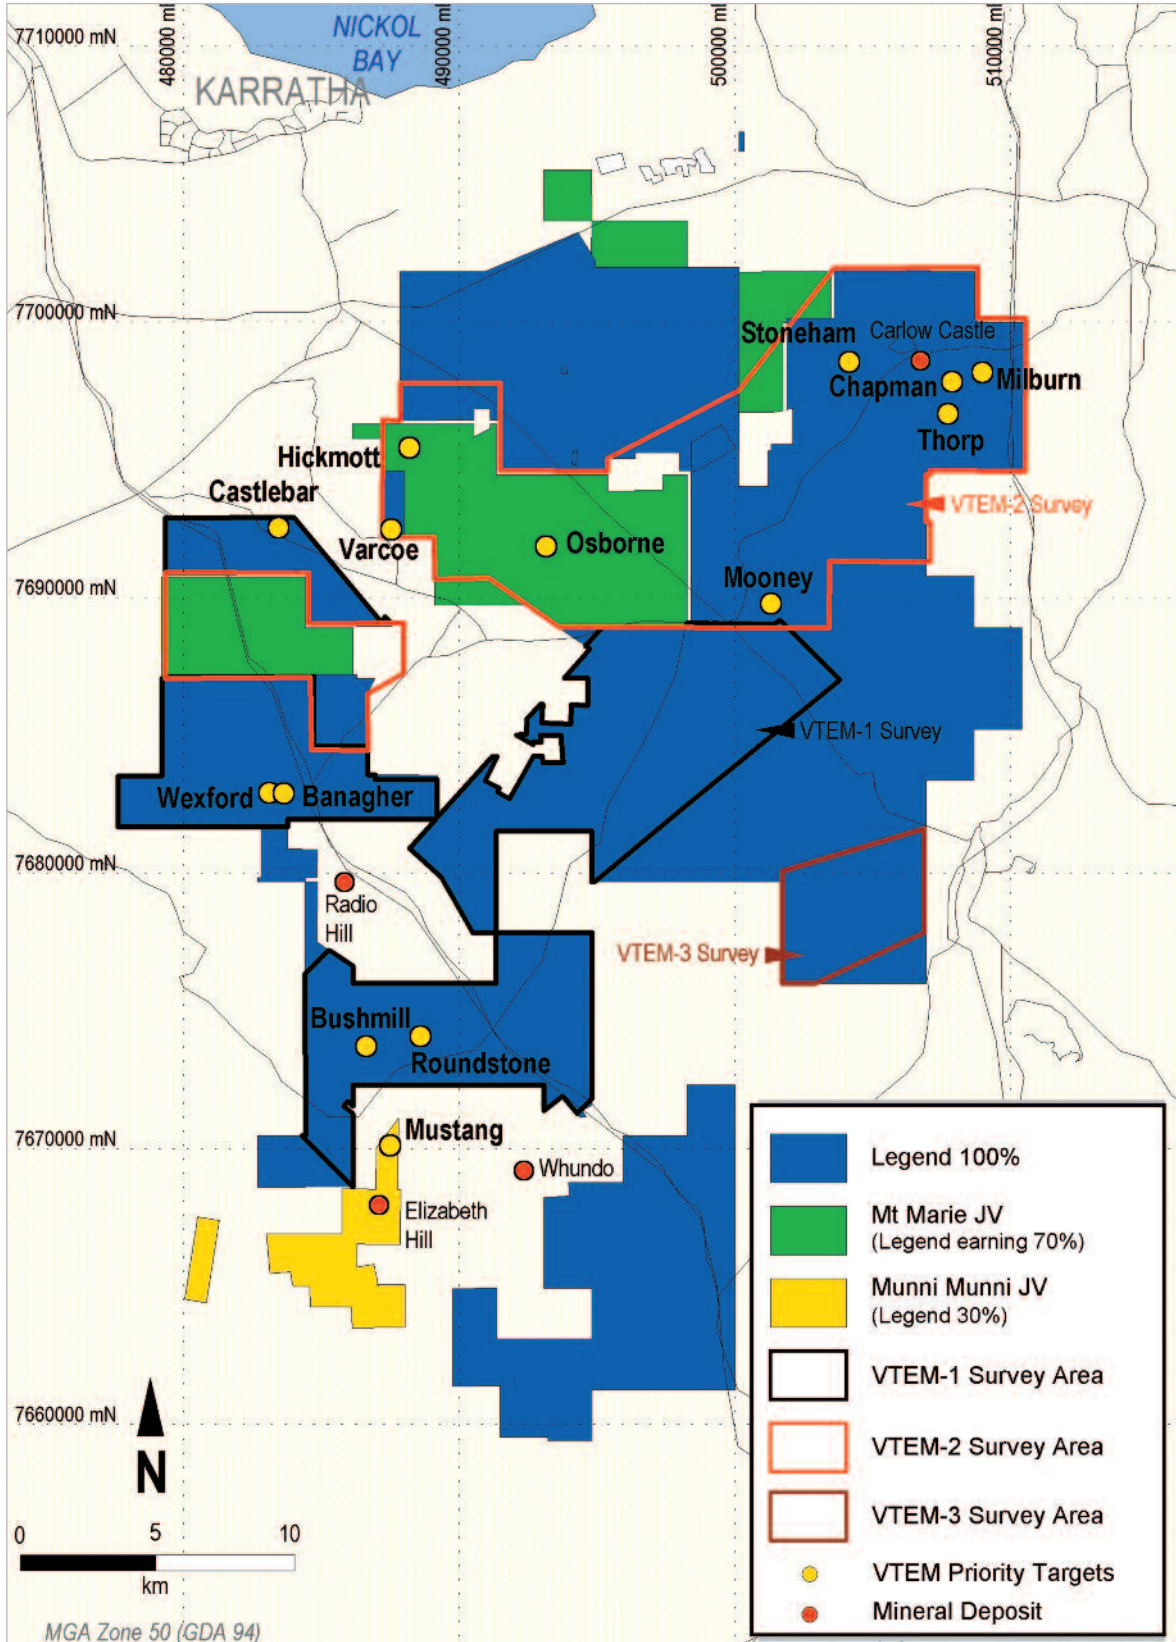 7710000 mN
480000 mE
NICKOL
BAY
490000 m
500000 m
510000 m
KARRATHA
7700000 mN
Stoneham
Carlow Castle
Chapman
Milburn
Thorp
Hickmott
Castlebar
VTEM-2 Survey
Varcoe
Osborne
Mooney
7690000 mN
VTEM-1 Survey
Wexford
Banagher
7680000 mN
Radio
Hill
VTEM-3 Survey
Bushmill
Roundstone
7670000 mN
Mustang
Whundo
Elizabeth
Hill
7660000 mN
N
0 5 10
km
MGA Zone 50 (GDA 94)
Legend 100%
Mt Marie JV
(Legend earning 70%)
Munni Munni JV
(Legend 30%)
VTEM-1 Survey Area
VTEM-2 Survey Area
VTEM-3 Survey Area
VTEM Priority Targets
Mineral Deposit